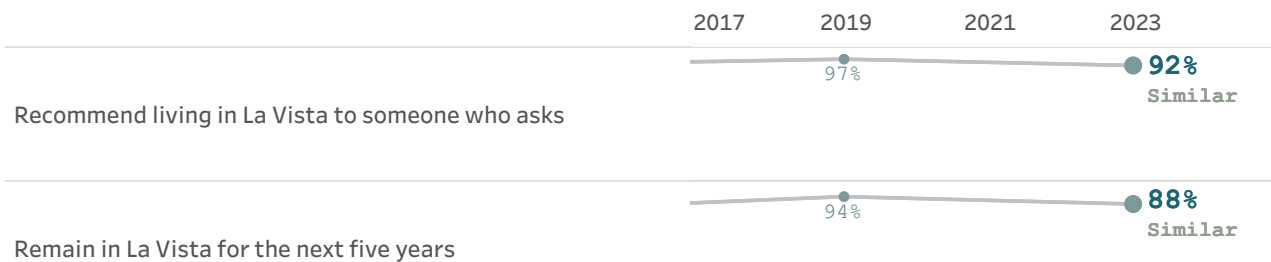 2017 2019 2021 2023
97% 92%
Similar
Recommend living in La Vista to someone who asks
94% 88%
Similar
Remain in La Vista for the next five years